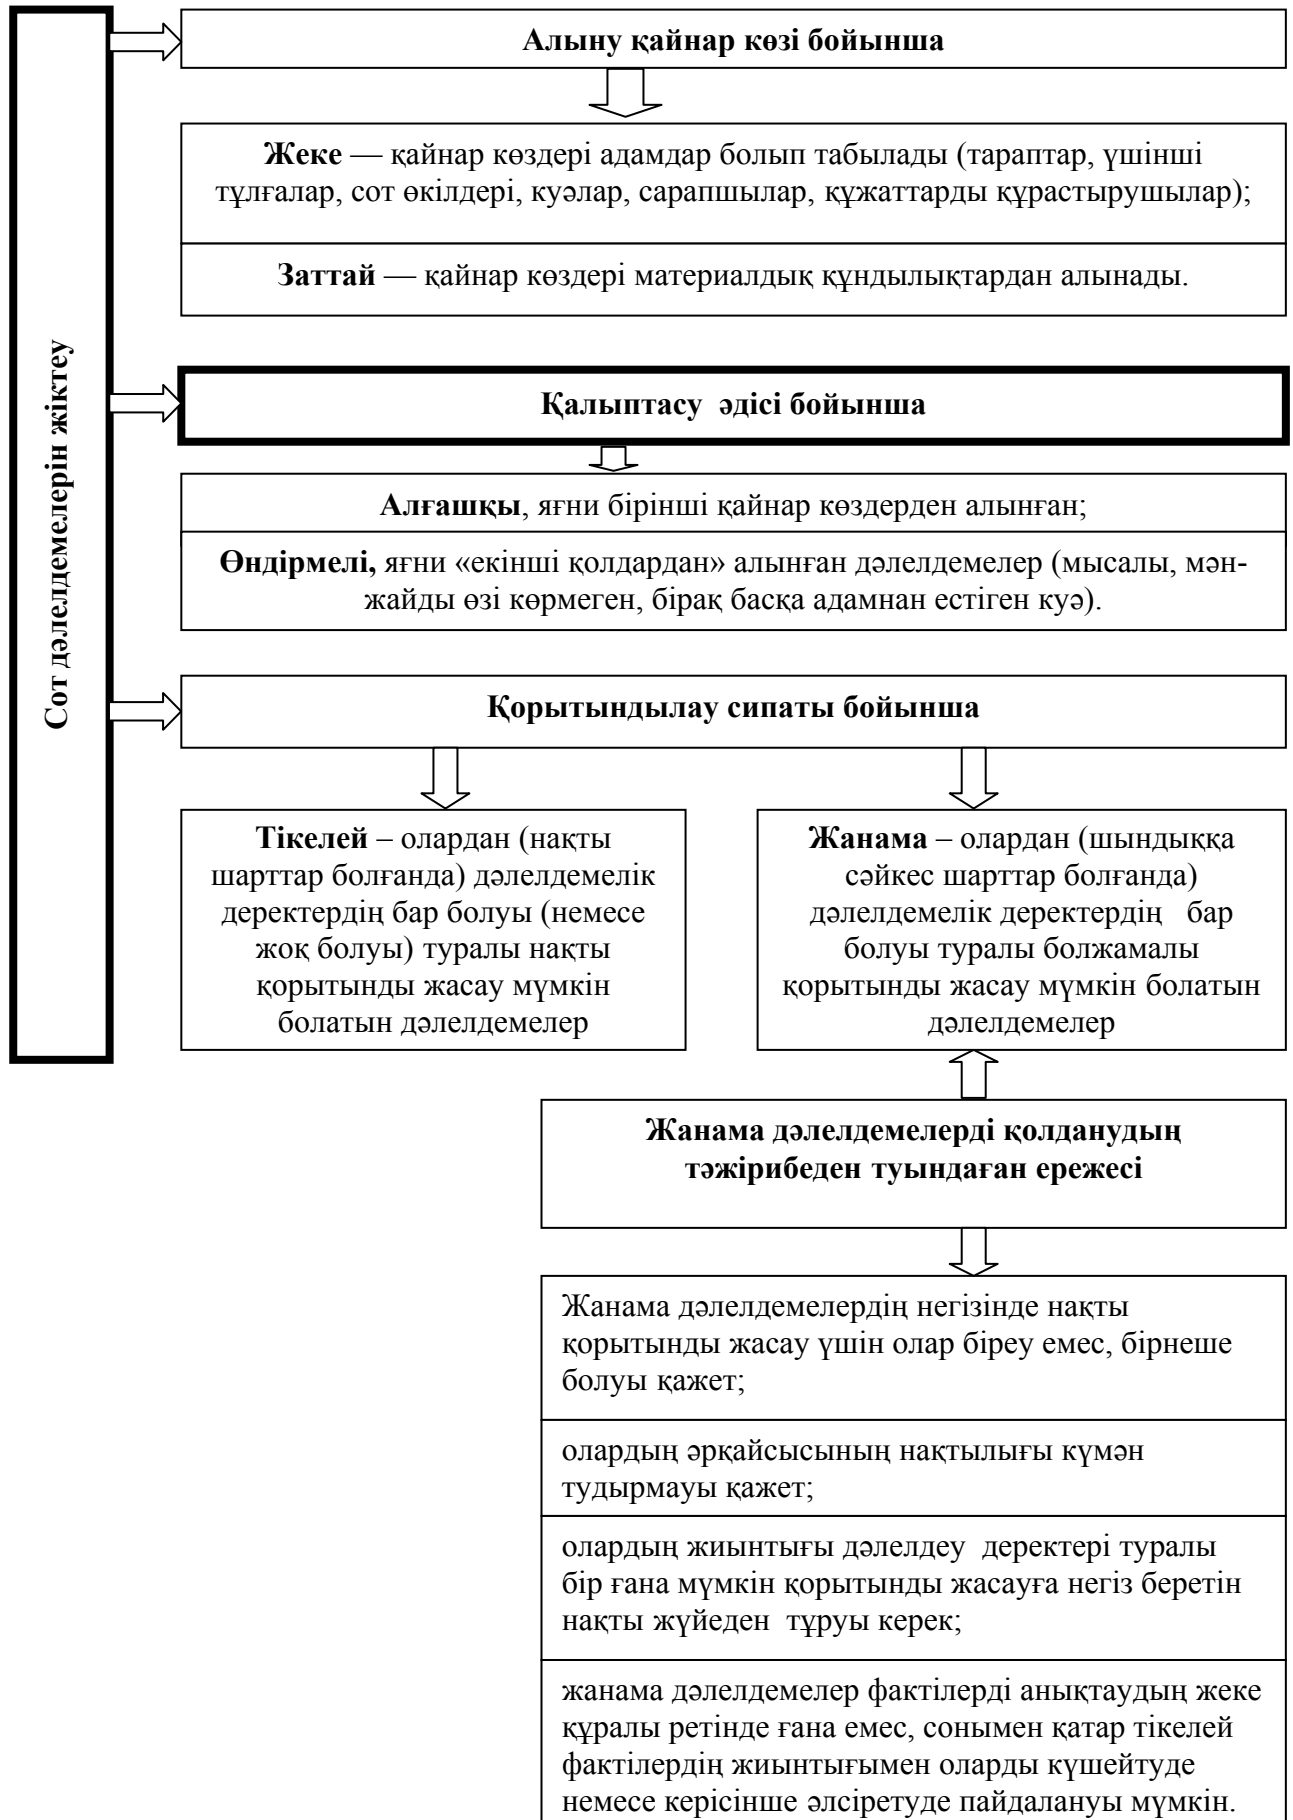 Сот дәлелдемелерін жіктеу
Алыну қайнар көзі бойынша
Жеке — қайнар көздері адамдар болып табылады (тараптар, үшінші
тұлғалар, сот өкілдері, куәлар, сарапшылар, құжаттарды құрастырушылар);
Заттай — қайнар көздері материалдық құндылықтардан алынады.
Қалыптасу әдісі бойынша
Алғашқы, яғни бірінші қайнар көздерден алынған;
Өндірмелі, яғни «екінші қолдардан» алынған дәлелдемелер (мысалы, мән-
жайды өзі көрмеген, бірақ басқа адамнан естіген куә).
Қорытындылау сипаты бойынша
Тікелей – олардан (нақты
шарттар болғанда) дәлелдемелік
деректердің бар болуы (немесе
жоқ болуы) туралы нақты
қорытынды жасау мүмкін
болатын дәлелдемелер
Жанама – олардан (шындыққа
сәйкес шарттар болғанда)
дәлелдемелік деректердің бар
болуы туралы болжамалы
қорытынды жасау мүмкін болатын
дәлелдемелер
Жанама дәлелдемелерді қолданудың
тәжірибеден туындаған ережесі
Жанама дәлелдемелердің негізінде нақты
қорытынды жасау үшін олар біреу емес, бірнеше
болуы қажет;
олардың әрқайсысының нақтылығы күмән
тудырмауы қажет;
олардың жиынтығы дәлелдеу деректері туралы
бір ғана мүмкін қорытынды жасауға негіз беретін
нақты жүйеден тұруы керек;
жанама дәлелдемелер фактілерді анықтаудың жеке
құралы ретінде ғана емес, сонымен қатар тікелей
фактілердің жиынтығымен оларды күшейтуде
немесе керісінше әлсіретуде пайдалануы мүмкін.